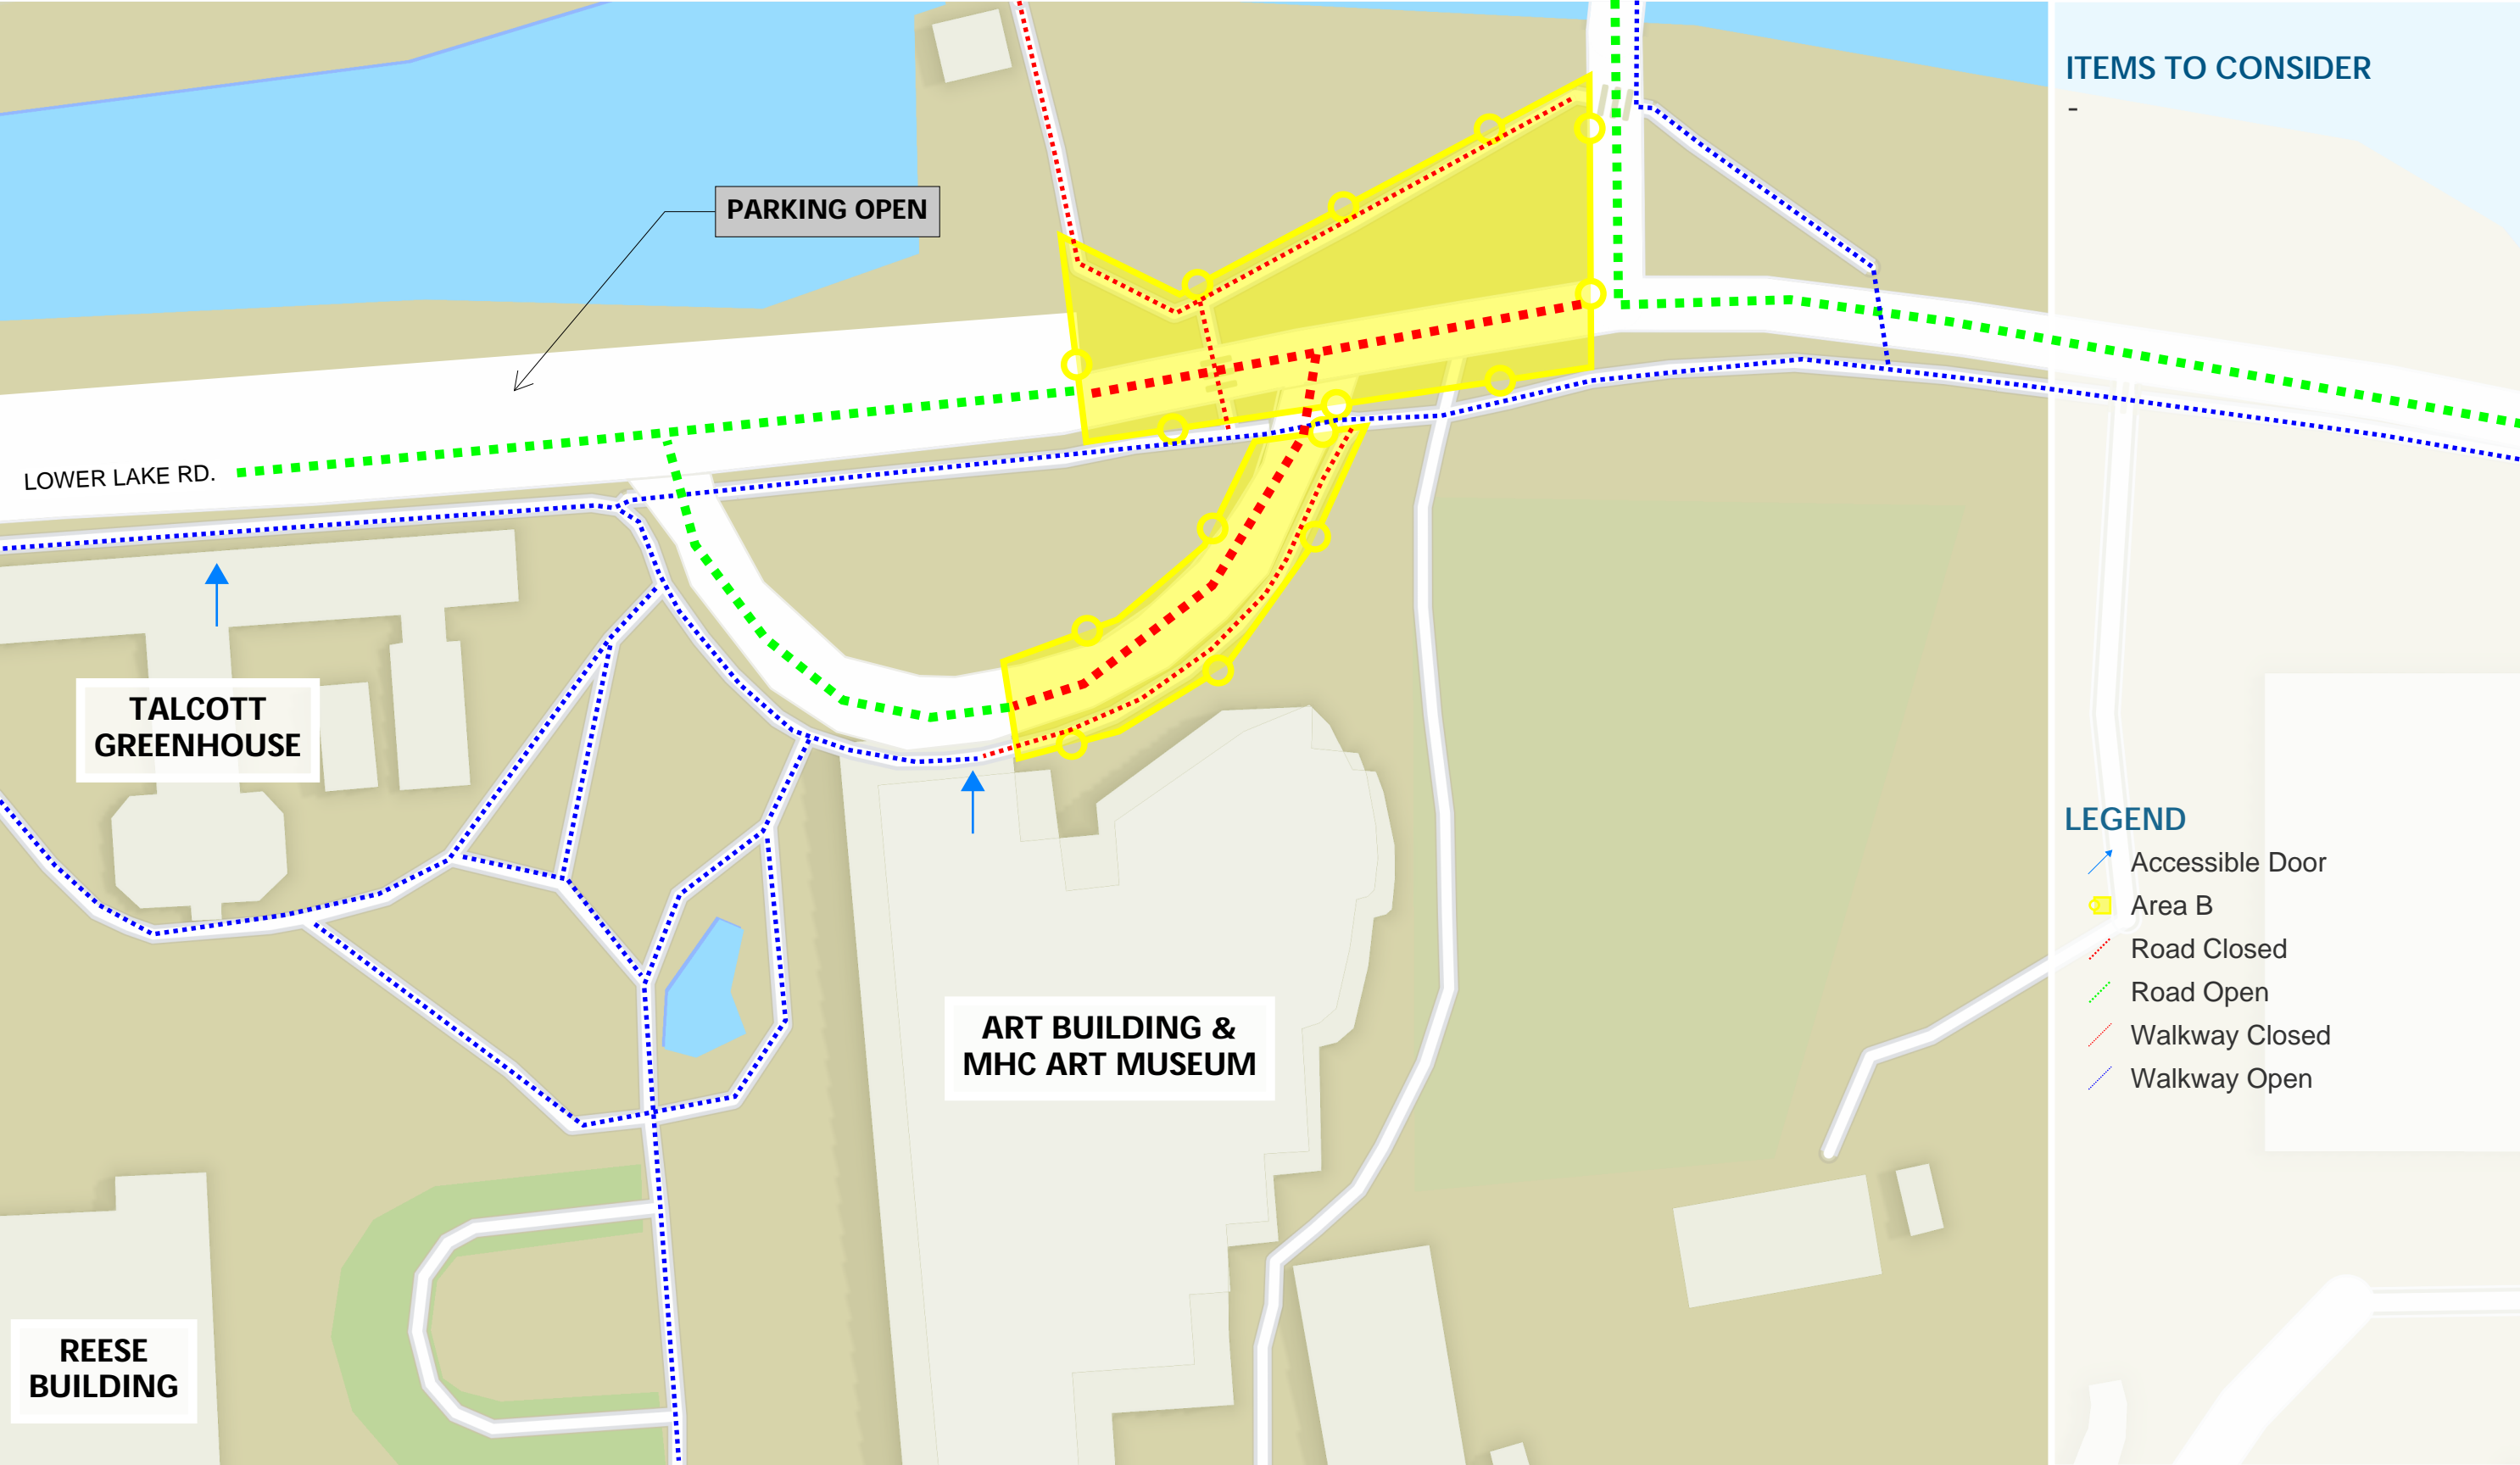 PARKING OPEN
LOWER LAKE RD.
TALCOTT
GREENHOUSE
ART BUILDING &
MHC ART MUSEUM
REESE
BUILDING
ITEMS TO CONSIDER
-
LEGEND
Accessible Door
Area B
Road Closed
Road Open
Walkway Closed
Walkway Open